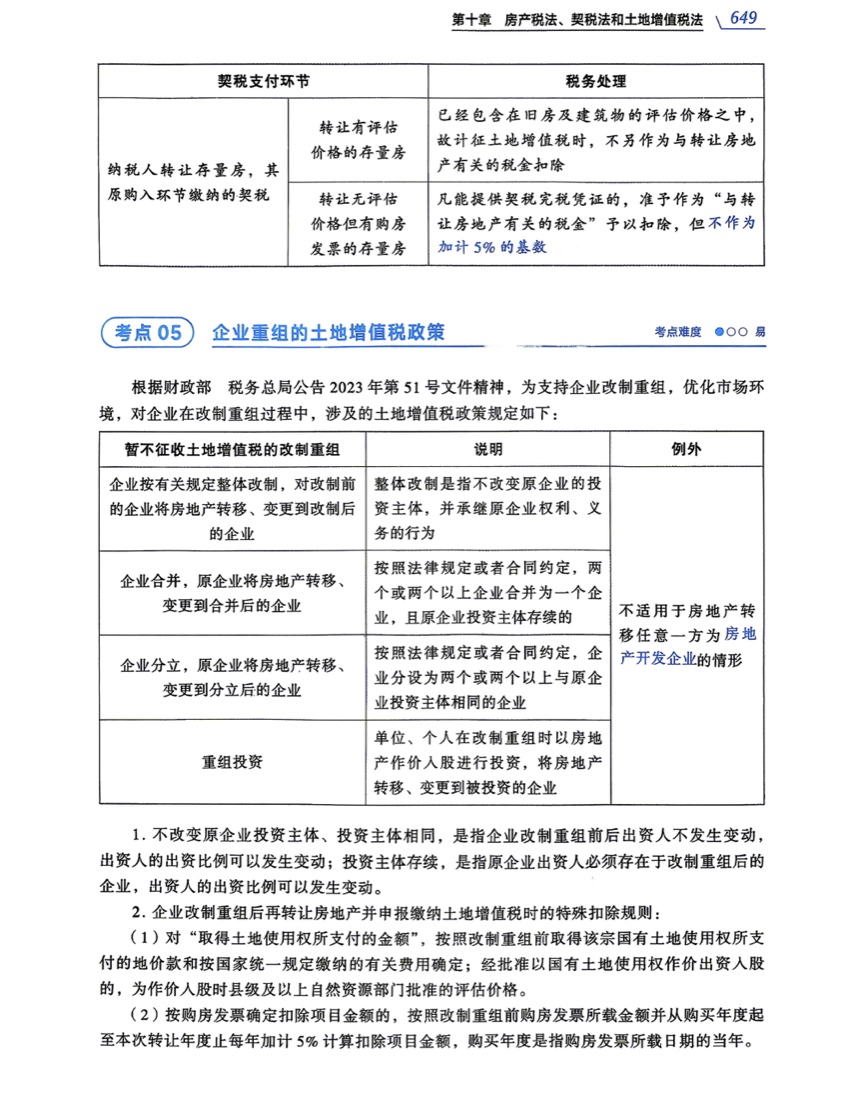 第十章 房产税法、契税法和土地增值税法 649
契税支付环节
税务处理
纳税人转让存量房，其
原购入环节缴纳的契税
转让有评估
价格的存量房
已经包含在旧房及建筑物的评估价格之中，
故计征土地增值税时，不另作为与转让房地
产有关的税金扣除
转让无评估
价格但有购房
发票的存量房
凡能提供契税完税凭证的，准予作为“与转
让房地产有关的税金”予以扣除，但不作为
加计 5% 的基数
考点 05 企业重组的土地增值税政策 考点难度 易
根据财政部 税务总局公告 2023 年第 51 号文件精神，为支持企业改制重组，优化市场环
境，对企业在改制重组过程中，涉及的土地增值税政策规定如下：
暂不征收土地增值税的改制重组
说明
例外
企业按有关规定整体改制，对改制前
的企业将房地产转移、变更到改制后
的企业
整体改制是指不改变原企业的投
资主体，并承继原企业权利、义
务的行为
企业合并，原企业将房地产转移、
变更到合并后的企业
按照法律规定或者合同约定，两
个或两个以上企业合并为一个企
业，且原企业投资主体存续的
企业分立，原企业将房地产转移、
变更到分立后的企业
按照法律规定或者合同约定，企
业分设为两个或两个以上与原企
业投资主体相同的企业
重组投资
单位、个人在改制重组时以房地
产作价入股进行投资，将房地产
转移、变更到被投资的企业
不适用于房地产转
移任意一方为房地
产开发企业的情形
1. 不改变原企业投资主体、投资主体相同，是指企业改制重组前后出资人不发生变动，
出资人的出资比例可以发生变动；投资主体存续，是指原企业出资人必须存在于改制重组后的
企业，出资人的出资比例可以发生变动。
2. 企业改制重组后再转让房地产并申报缴纳土地增值税时的特殊扣除规则：
（1）对“取得土地使用权所支付的金额”，按照改制重组前取得该宗国有土地使用权所支
付的地价款和按国家统一规定缴纳的有关费用确定；经批准以国有土地使用权作价出资入股
的，为作价入股时县级及以上自然资源部门批准的评估价格。
（2）按购房发票确定扣除项目金额的，按照改制重组前购房发票所载金额并从购买年度起
至本次转让年度止每年加计 5% 计算扣除项目金额，购买年度是指购房发票所载日期的当年。